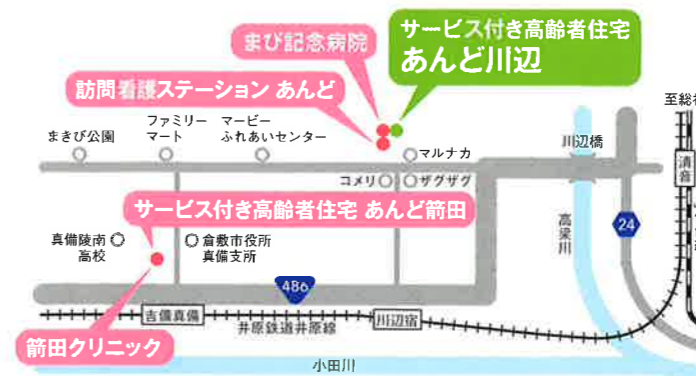 まび記念病院
サービス付き高齢者住宅
あんど川辺
訪問看護ステーション あんど
至総社
まきび公園
ファミリー
マート
マービー
ふれあいセンター
マルナカ
川辺橋
清音
コメリ
ザグザグ
サービス付き高齢者住宅 あんど箭田
真備陵南
高校
倉敷市役所
真備支所
高梁川
24
486
吉備真備
井原鉄道井原線
川辺宿
箭田クリニック
小田川